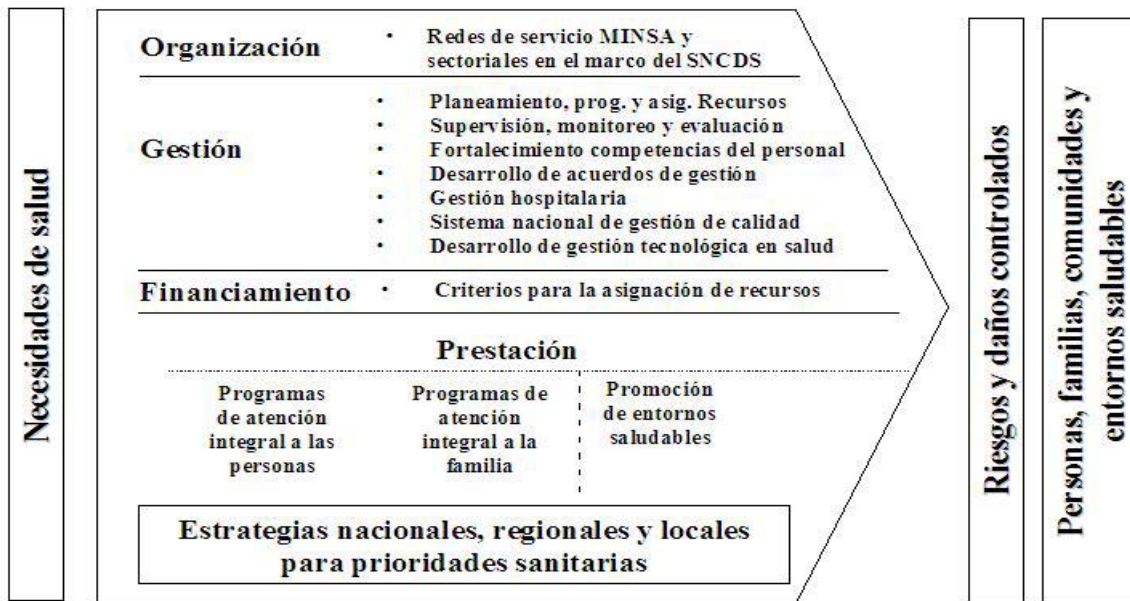 Necesidades de salud
Organización
• Redes de servicio MINSA y
sectoriales en el marco del SNCDS
Gestión
• Planeamiento, prog. y asig. Recursos
• Supervisión, monitoreo y evaluación
• Fortalecimiento competencias del personal
• Desarrollo de acuerdos de gestión
• Gestión hospitalaria
• Sistema nacional de gestión de calidad
• Desarrollo de gestión tecnológica en salud
Financiamiento
• Criterios para la asignación de recursos
Prestación
Programas
de atención
integral a las
personas
Programas de
atención
integral a la
familia
Promoción
de entornos
saludables
Estrategias nacionales, regionales y locales
para prioridades sanitarias
Riesgos y daños controlados
Personas, familias, comunidades y
entornos saludables